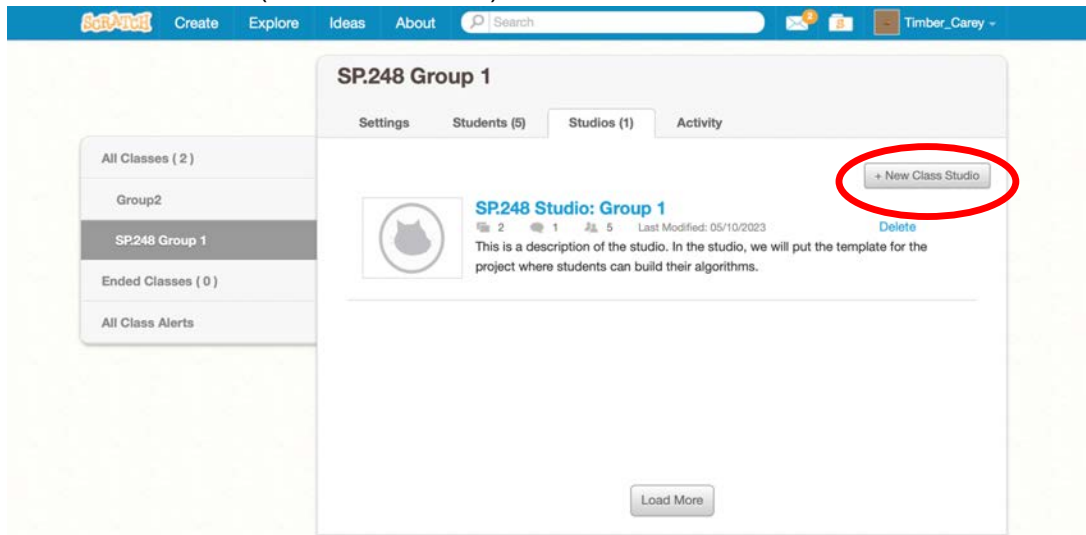 SCRATCH Create Explore Ideas About Search 2 S Timber_Carey
SP.248 Group 1
Settings Students (5) Studios (1) Activity
All Classes ( 2 )
Group2
SP.248 Group 1
Ended Classes ( 0 )
All Class Alerts
+ New Class Studio
SP.248 Studio: Group 1
2 1 5 Last Modified: 05/10/2023 Delete
This is a description of the studio. In the studio, we will put the template for the
project where students can build their algorithms.
Load More